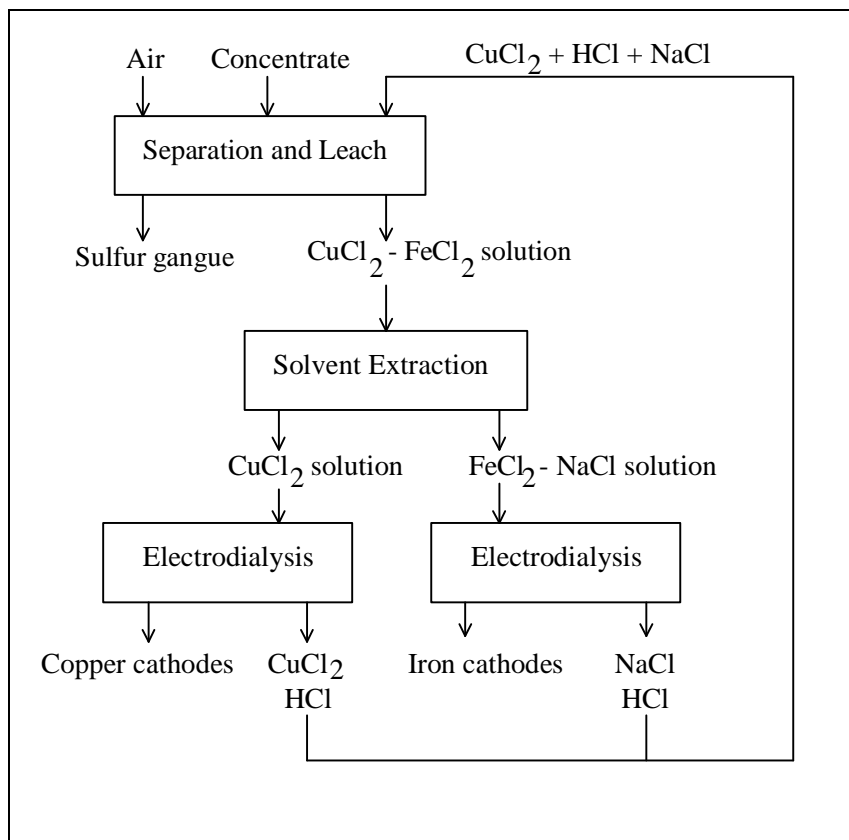 Air Concentrate CuCl2 + HCl + NaCl
Separation and Leach
Sulfur gangue CuCl2 - FeCl2 solution
Solvent Extraction
CuCl2 solution FeCl2 - NaCl solution
Electrodialysis Electrodialysis
Copper cathodes CuCl2 Iron cathodes NaCl
HCl HCl